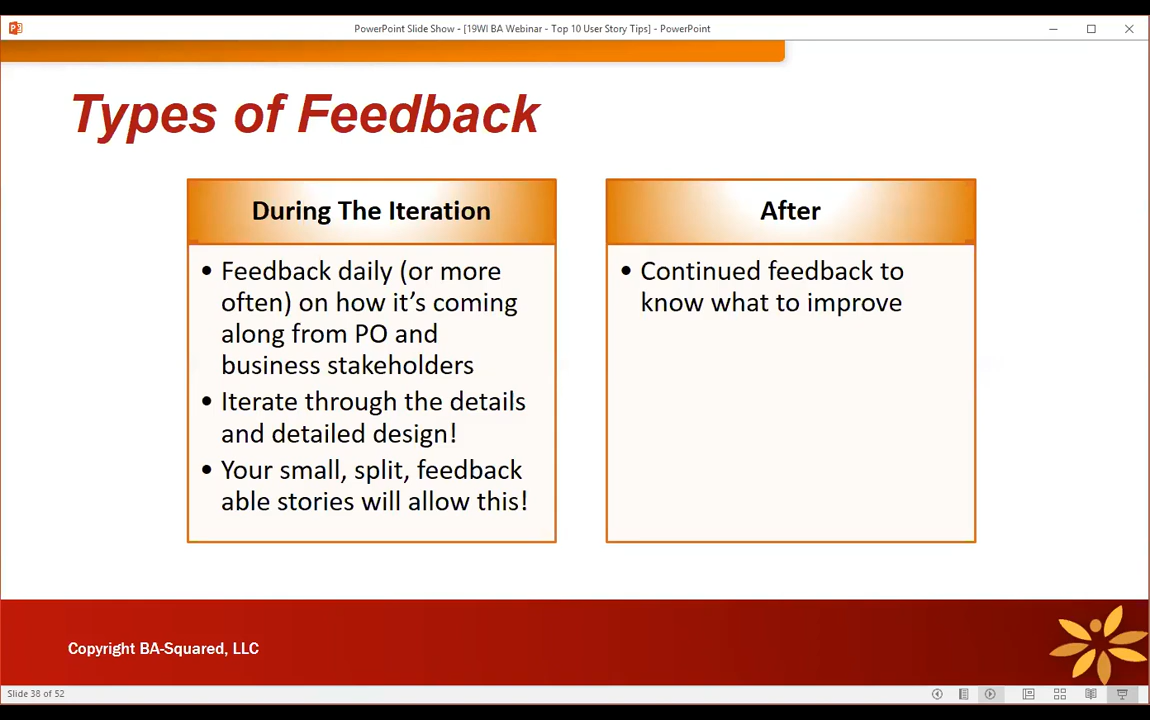 PowerPoint Slide Show - [19WI BA Webinar - Top 10 User Story Tips] - PowerPoint
Types of Feedback
During The Iteration
• Feedback daily (or more
often) on how it’s coming
along from PO and
business stakeholders
• Iterate through the details
and detailed design!
• Your small, split, feedback
able stories will allow this!
After
• Continued feedback to
know what to improve
Copyright BA-Squared, LLC
Slide 38 of 52